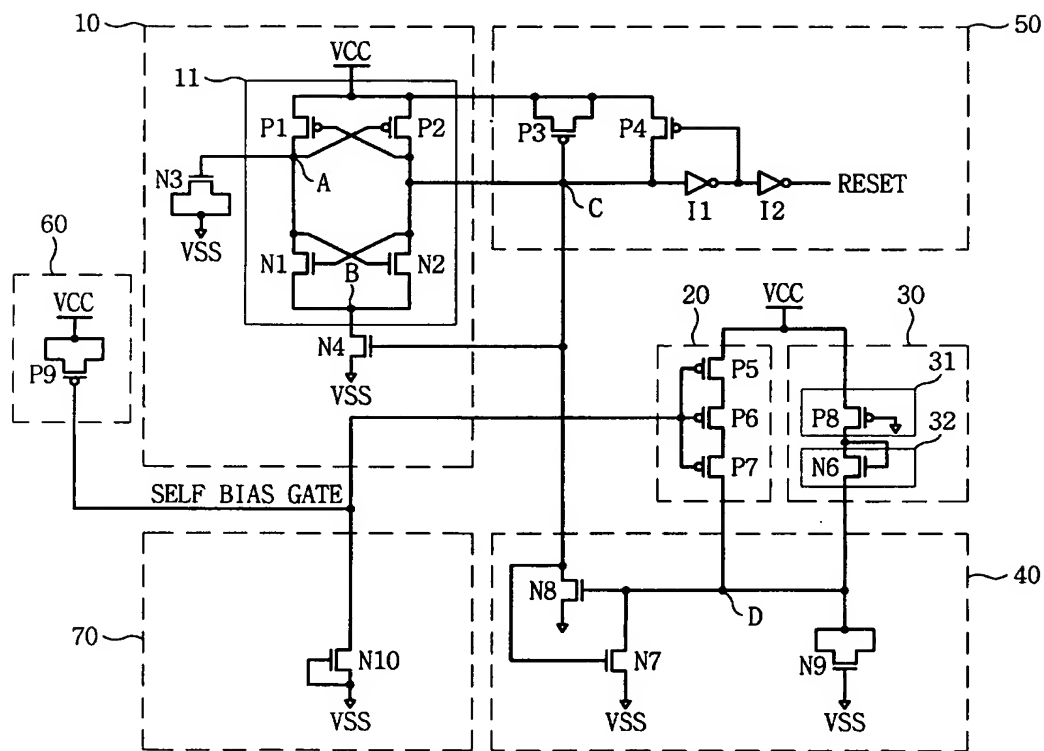 10
50
VCC
11
P1
P2
P3
P4
N3
A
C
I1
I2
RESET
VSS
60
N1
N2
B
VCC
20
VCC
30
P9
N4
P5
31
VSS
P8
32
P6
P7
N6
SELF BIAS GATE
N8
D
40
70
N10
N7
N9
VSS
VSS
VSS